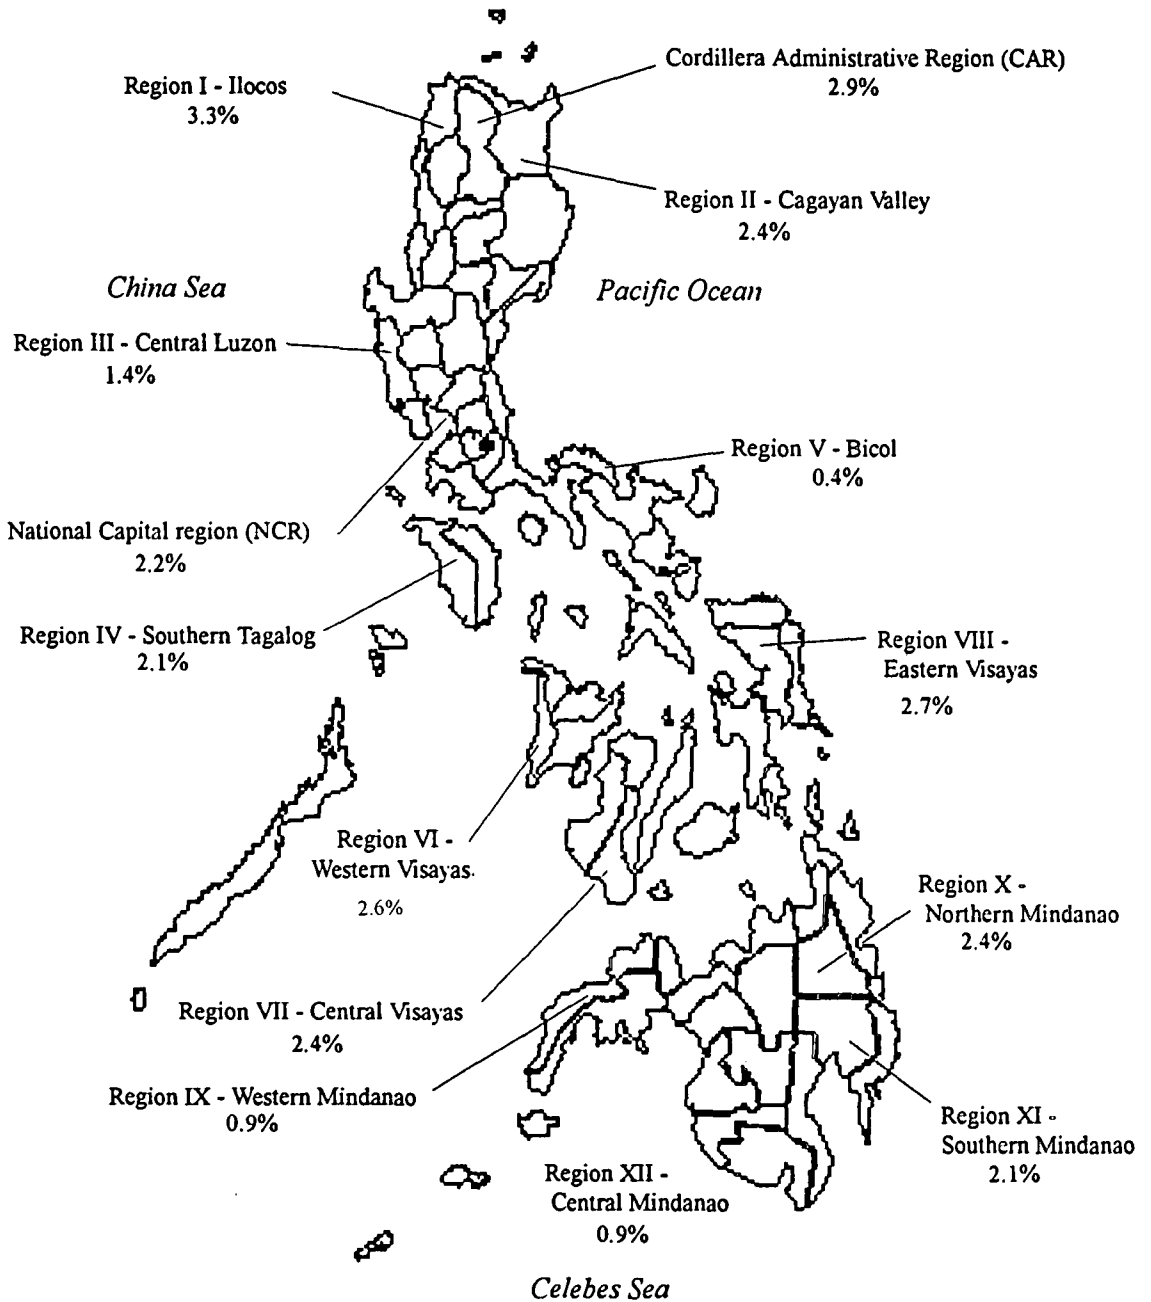 Cordillera Administrative Region (CAR)
2.9%
Region I - Ilocos
3.3%
Region II - Cagayan Valley
2.4%
China Sea
Pacific Ocean
Region III - Central Luzon
1.4%
Region V - Bicol
0.4%
National Capital region (NCR)
2.2%
Region IV - Southern Tagalog
2.1%
Region VIII -
Eastern Visayas
2.7%
Region VI -
Western Visayas.
2.6%
Region X -
Northern Mindanao
2.4%
Region VII - Central Visayas
2.4%
Region IX - Western Mindanao
0.9%
Region XI -
Southern Mindanao
2.1%
Region XII -
Central Mindanao
0.9%
Celebes Sea